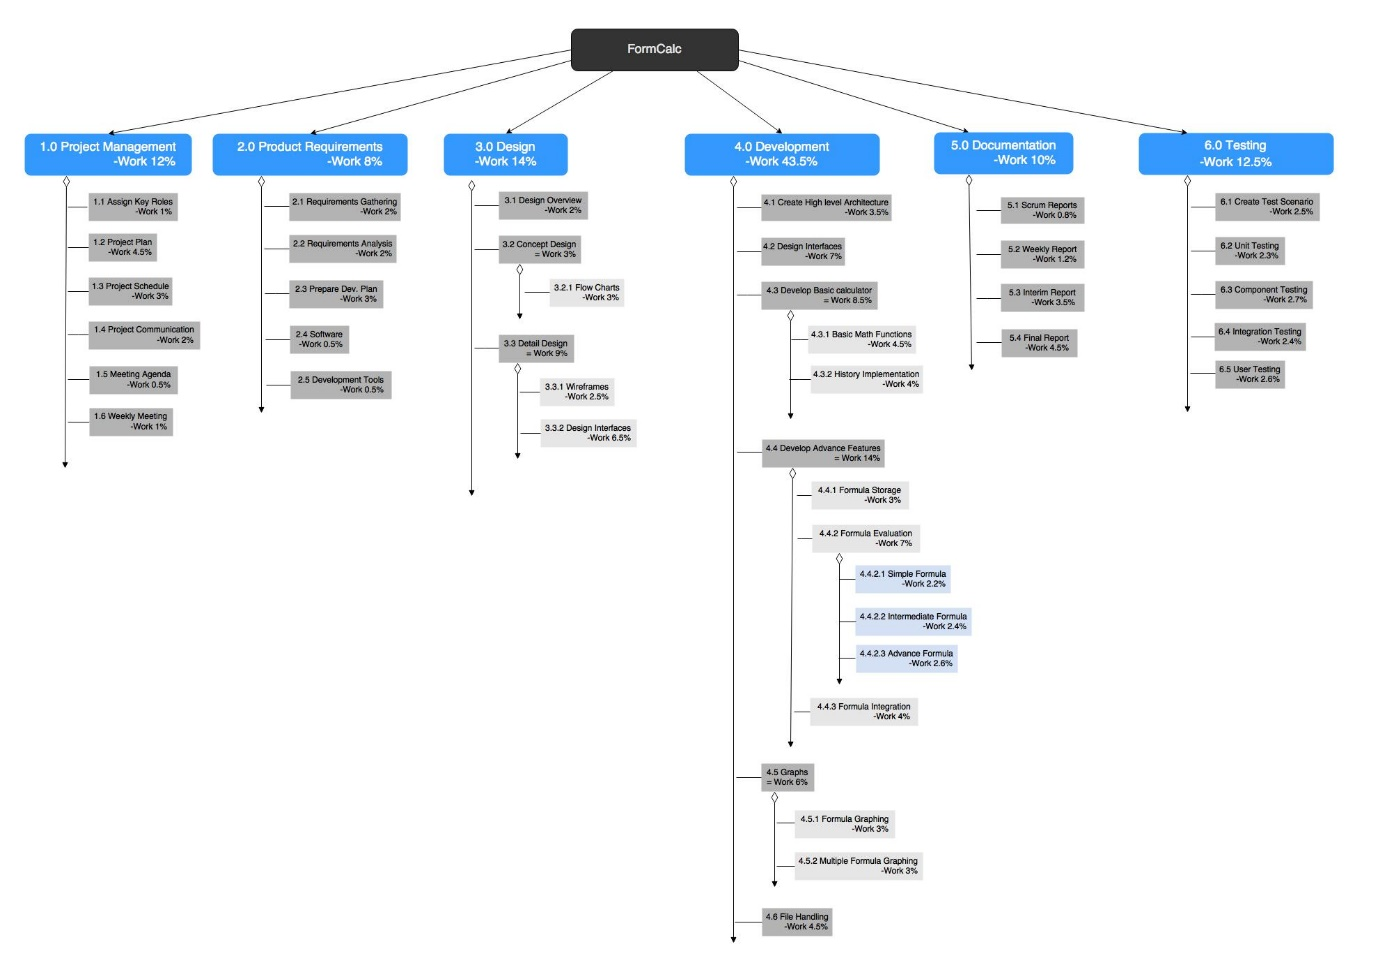 FormCalc
1.0 Project Management
-Work 12%
1.1 Assign Key Roles
-Work 1%
1.2 Project Plan
-Work 4.5%
1.3 Project Schedule
-Work 3%
1.4 Project Communication
-Work 2%
1.5 Meeting Agenda
-Work 0.5%
1.6 Weekly Meeting
-Work 1%
2.0 Product Requirements
-Work 8%
2.1 Requirements Gathering
-Work 2%
2.2 Requirements Analysis
-Work 2%
2.3 Prepare Dev. Plan
-Work 3%
2.4 Software
-Work 0.5%
2.5 Development Tools
-Work 0.5%
3.0 Design
-Work 14%
3.1 Design Overview
-Work 2%
3.2 Concept Design
= Work 3%
3.2.1 Flow Charts
-Work 3%
3.3 Detail Design
= Work 9%
3.3.1 Wireframes
-Work 2.5%
3.3.2 Design Interfaces
-Work 6.5%
4.0 Development
-Work 43.5%
4.1 Create High level Architecture
-Work 3.5%
4.2 Design Interfaces
-Work 7%
4.3 Develop Basic calculator
= Work 8.5%
4.3.1 Basic Math Functions
-Work 4.5%
4.3.2 History Implementation
-Work 4%
4.4 Develop Advance Features
= Work 14%
4.4.1 Formula Storage
-Work 3%
4.4.2 Formula Evaluation
-Work 7%
4.4.2.1 Simple Formula
-Work 2.2%
4.4.2.2 Intermediate Formula
-Work 2.4%
4.4.2.3 Advance Formula
-Work 2.6%
4.4.3 Formula Integration
-Work 4%
4.5 Graphs
= Work 6%
4.5.1 Formula Graphing
-Work 3%
4.5.2 Multiple Formula Graphing
-Work 3%
4.6 File Handling
-Work 4.5%
5.0 Documentation
-Work 10%
5.1 Scrum Reports
-Work 0.8%
5.2 Weekly Report
-Work 1.2%
5.3 Interim Report
-Work 3.5%
5.4 Final Report
-Work 4.5%
6.0 Testing
-Work 12.5%
6.1 Create Test Scenario
-Work 2.5%
6.2 Unit Testing
-Work 2.3%
6.3 Component Testing
-Work 2.7%
6.4 Integration Testing
-Work 2.4%
6.5 User Testing
-Work 2.6%